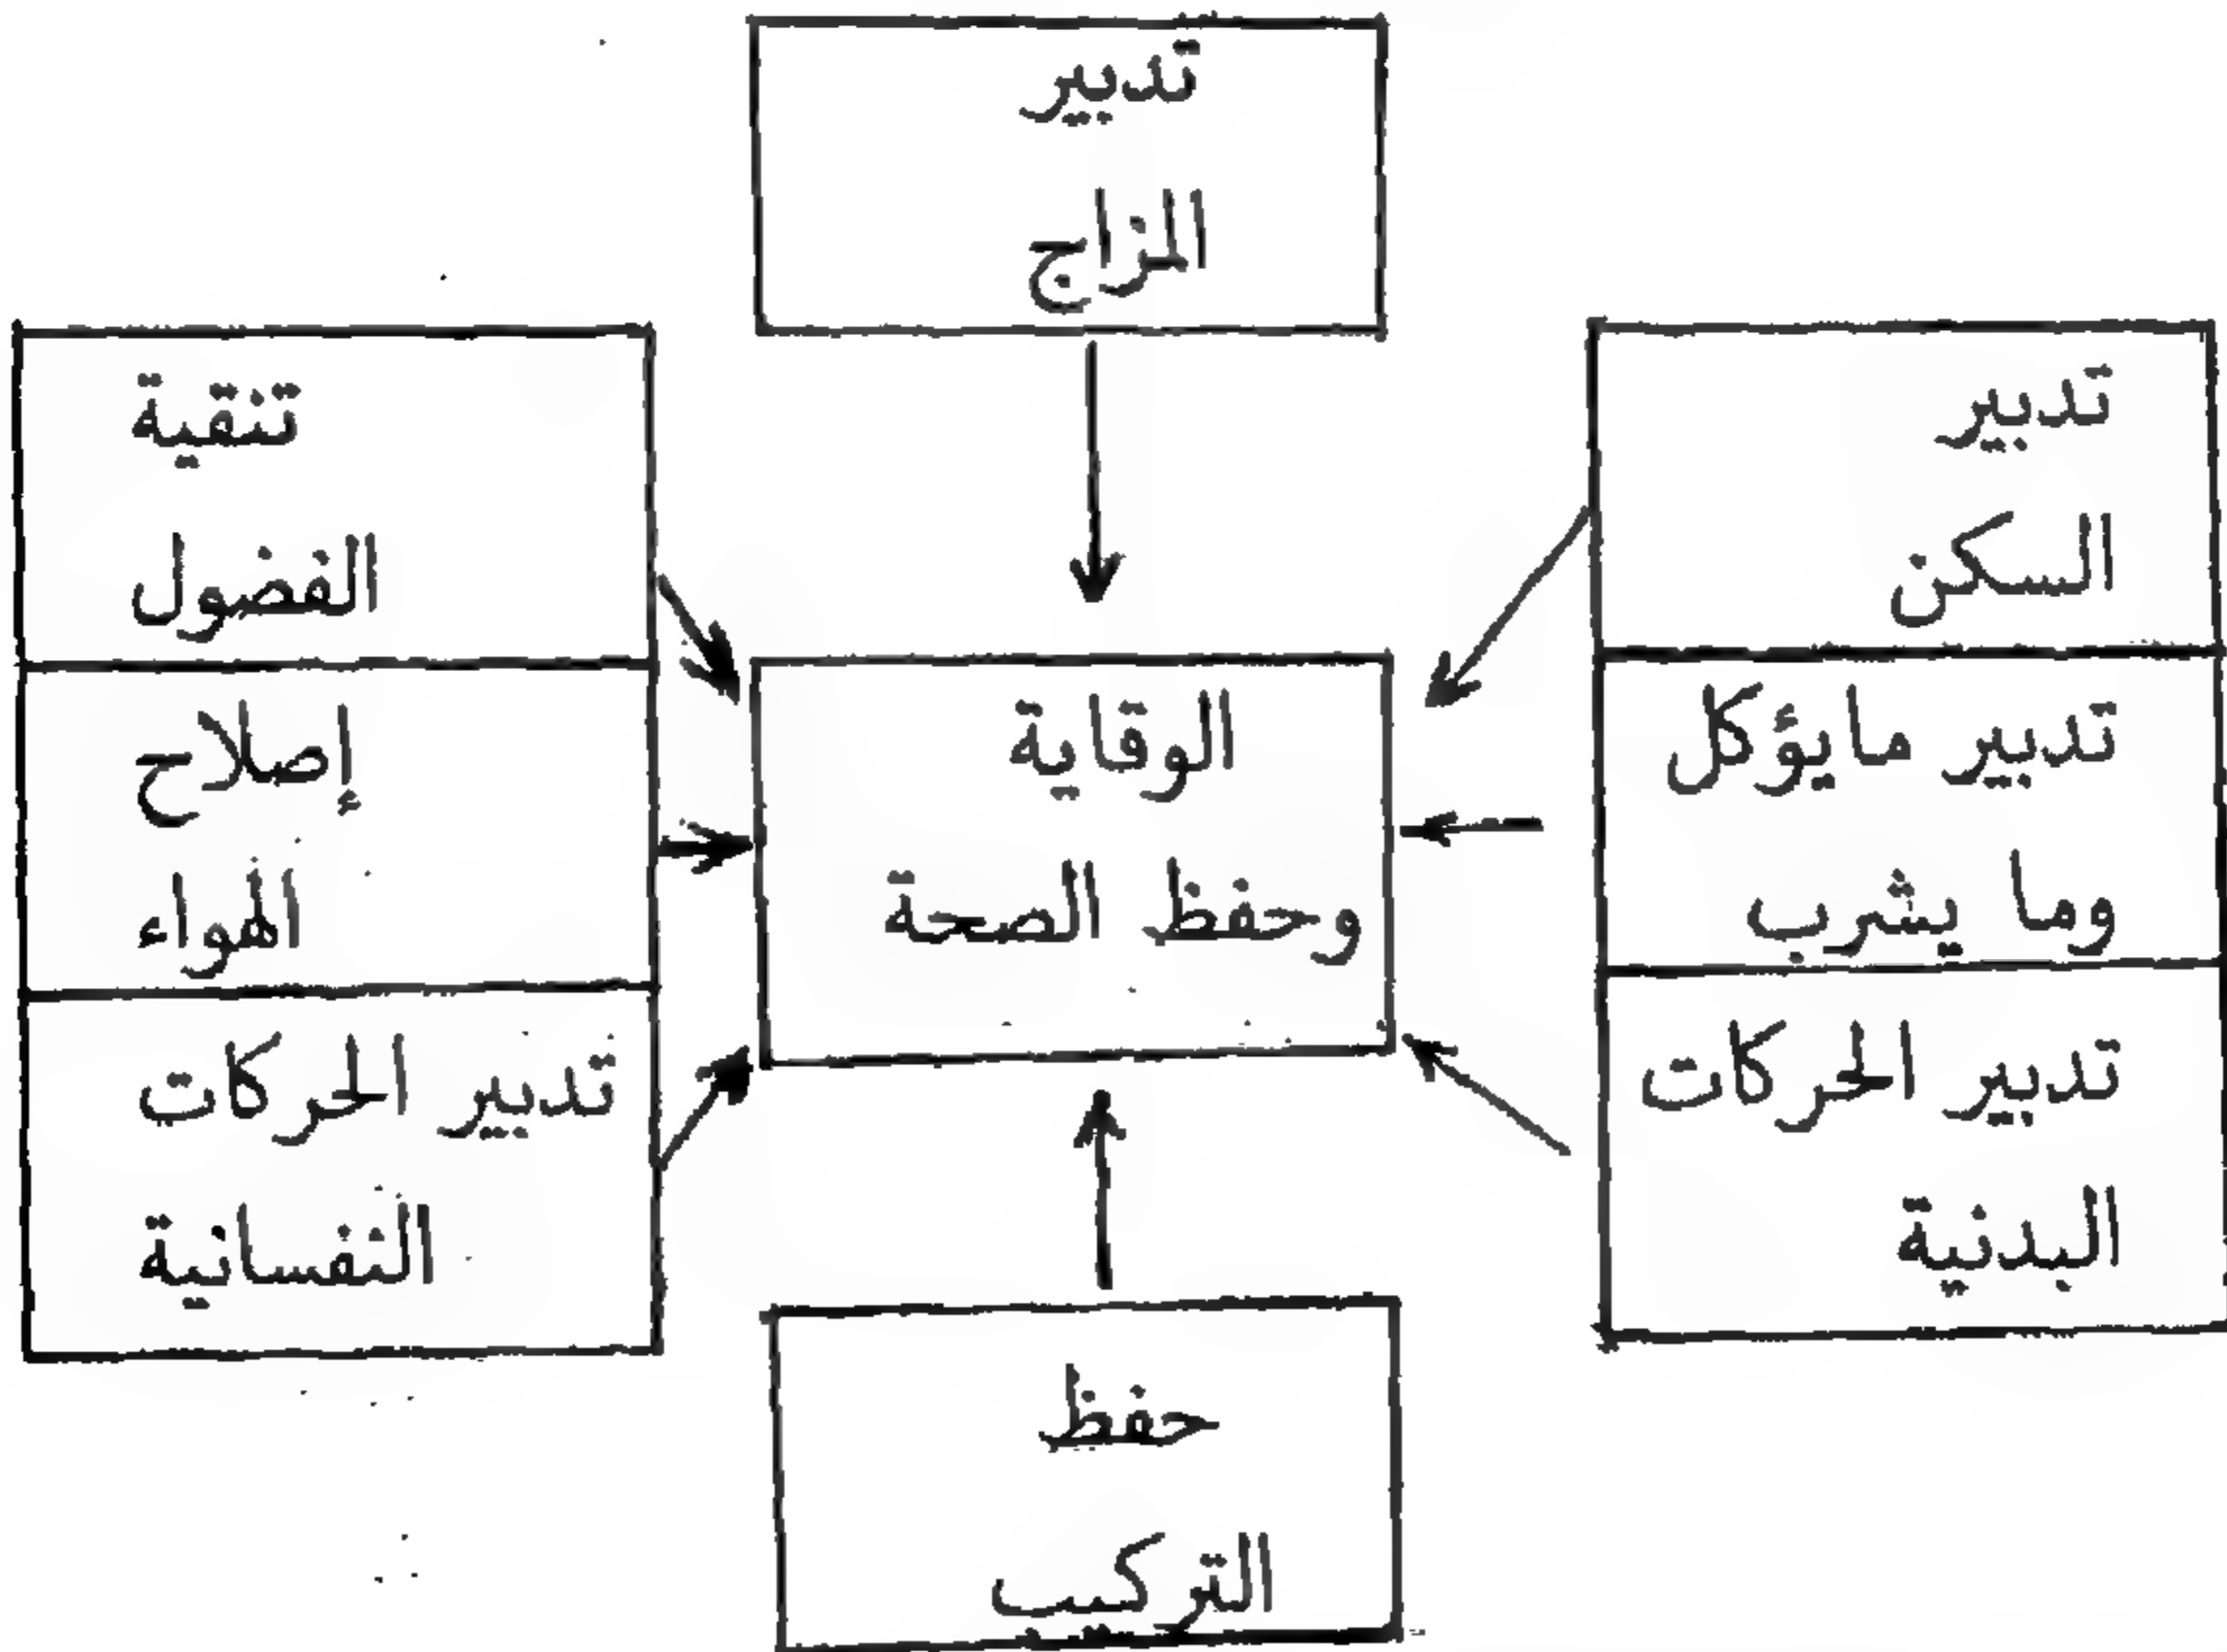 تدبير
المزاج
تدبير
السكن
تدبير مايؤكل
وما يشرب
تدبير الحركات
البدنية
الوقاية
وحفظ الصحة
تنقية
الفضول
إصلاح
الهواء
تدبير الحركات
النفسانية
حفظ
التركيب